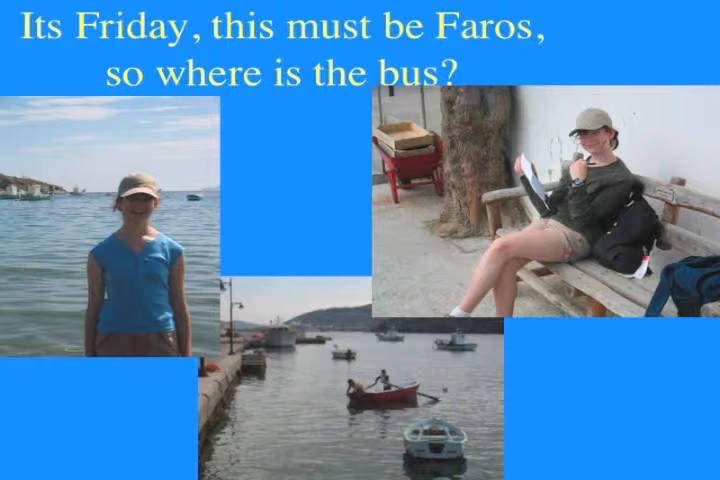 Its Friday, this must be Faros,
so where is the bus?